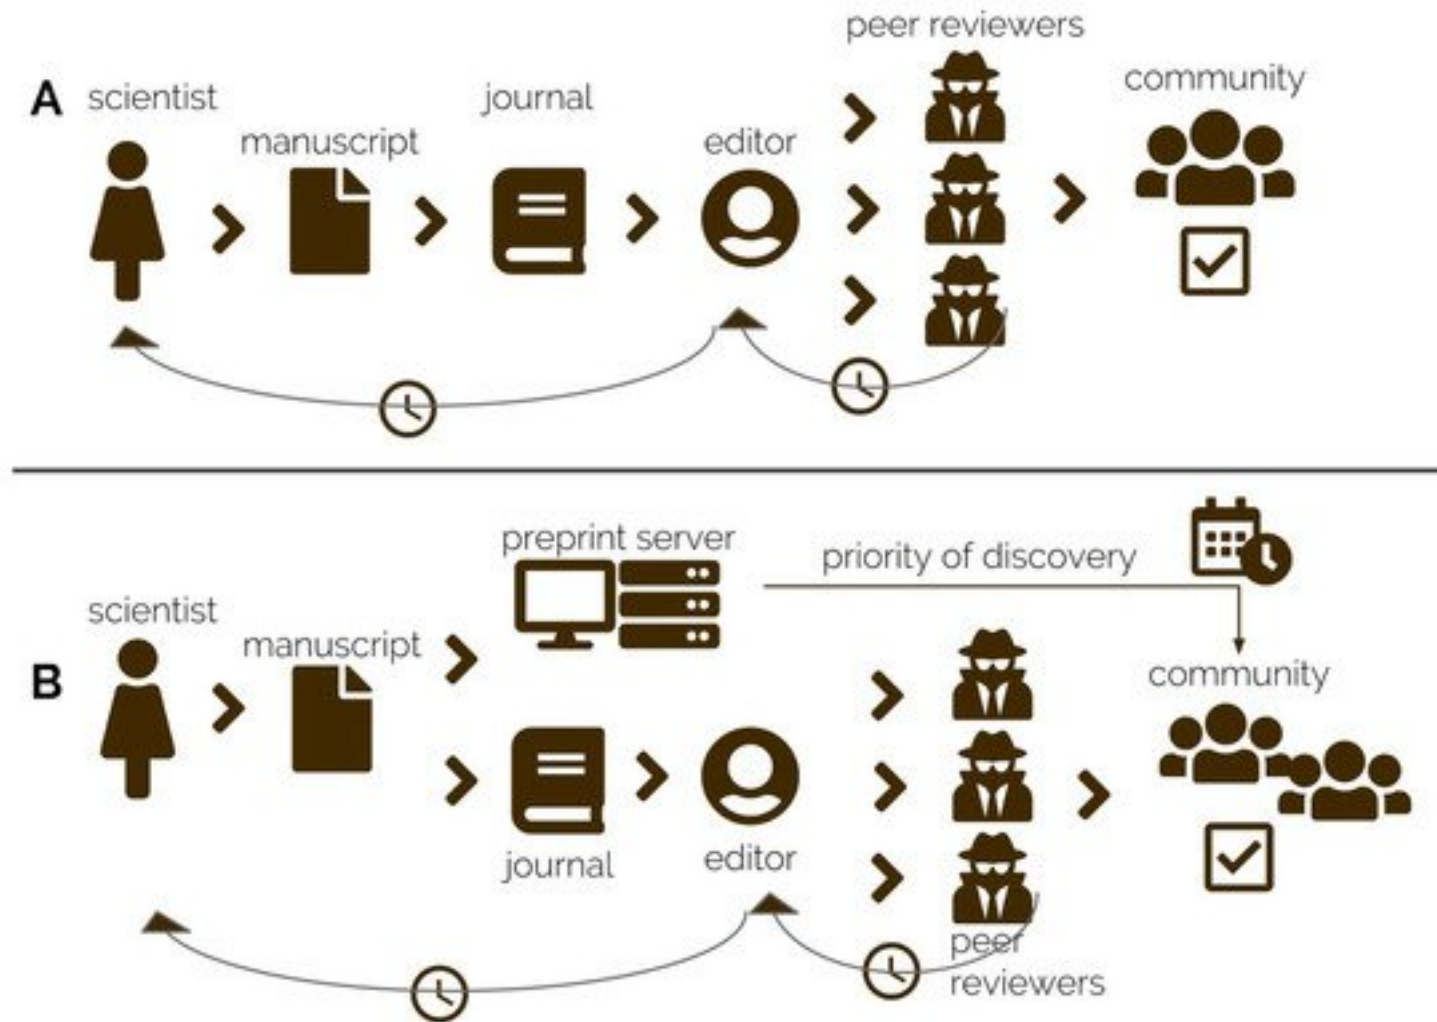 peer reviewers
A
scientist
journal
community
manuscript
editor
preprint server
priority of discovery
scientist
manuscript
community
B
journal
editor
peer
reviewers